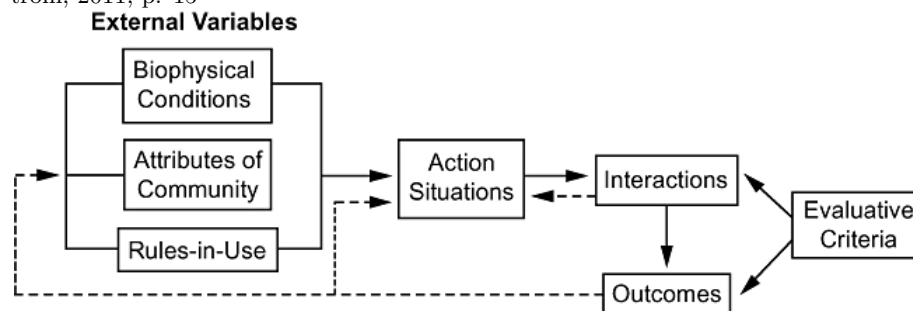 External Variables
Biophysical
Conditions
Attributes of
Community
Rules-in-Use
Action
Situations
Interactions
Evaluative
Criteria
Outcomes